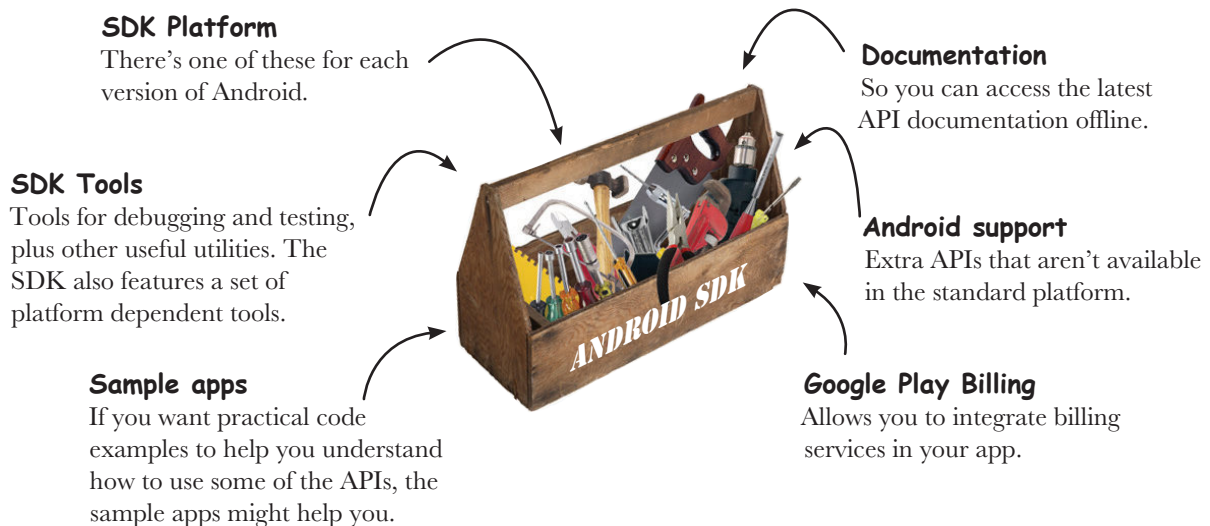 SDK Platform
There’s one of these for each
version of Android.
SDK Tools
Tools for debugging and testing,
plus other useful utilities. The
SDK also features a set of
platform dependent tools.
Sample apps
If you want practical code
examples to help you understand
how to use some of the APIs, the
sample apps might help you.
Documentation
So you can access the latest
API documentation offline.
Android support
Extra APIs that aren’t available
in the standard platform.
Google Play Billing
Allows you to integrate billing
services in your app.
ANDROID SDK